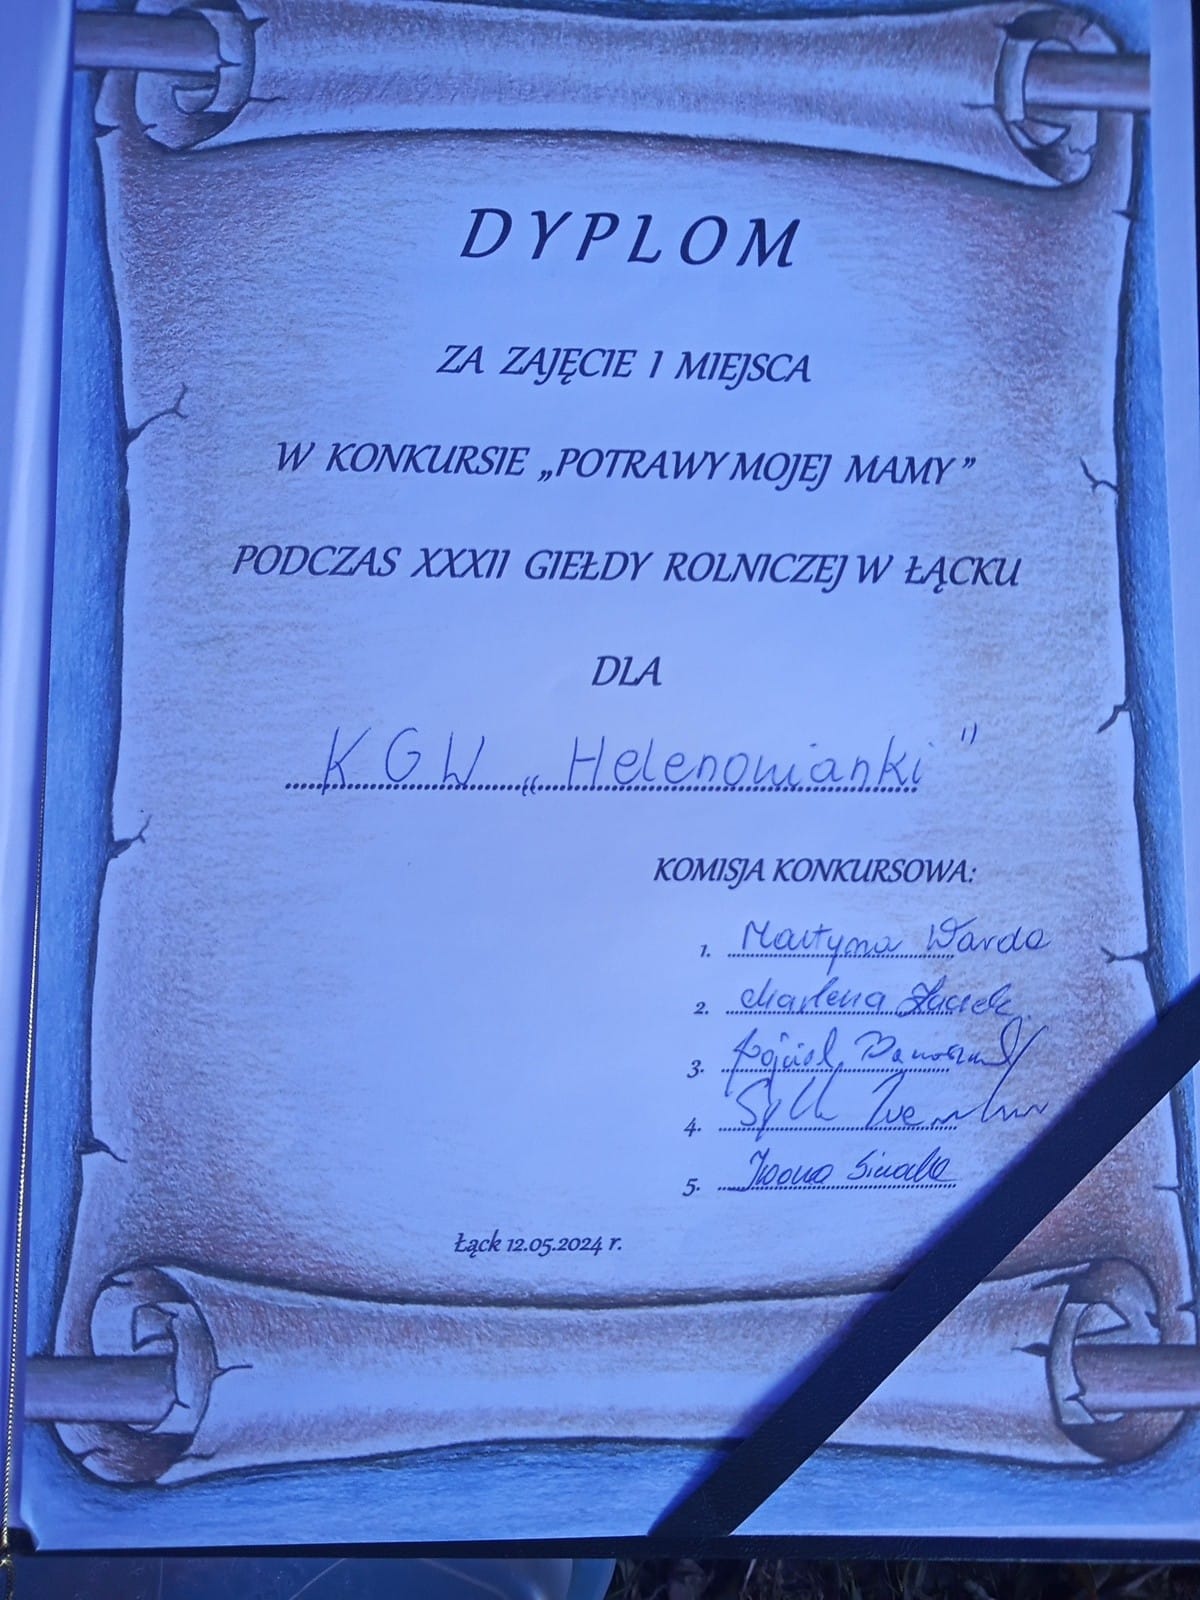 DYPLOM
ZA ZAJĘCIE I MIEJSCA
W KONKURSIE „POTRAWY MOJEJ MAMY”
PODCZAS XXXII GIEŁDY ROLNICZEJ W ŁĄCKU
DLA
KGW „Helenowianki"
KOMISJA KONKURSOWA:
1. Martyna Warda
2. Marlena
3.
4.
5. Iwona
Łąck 12.05.2024 r.